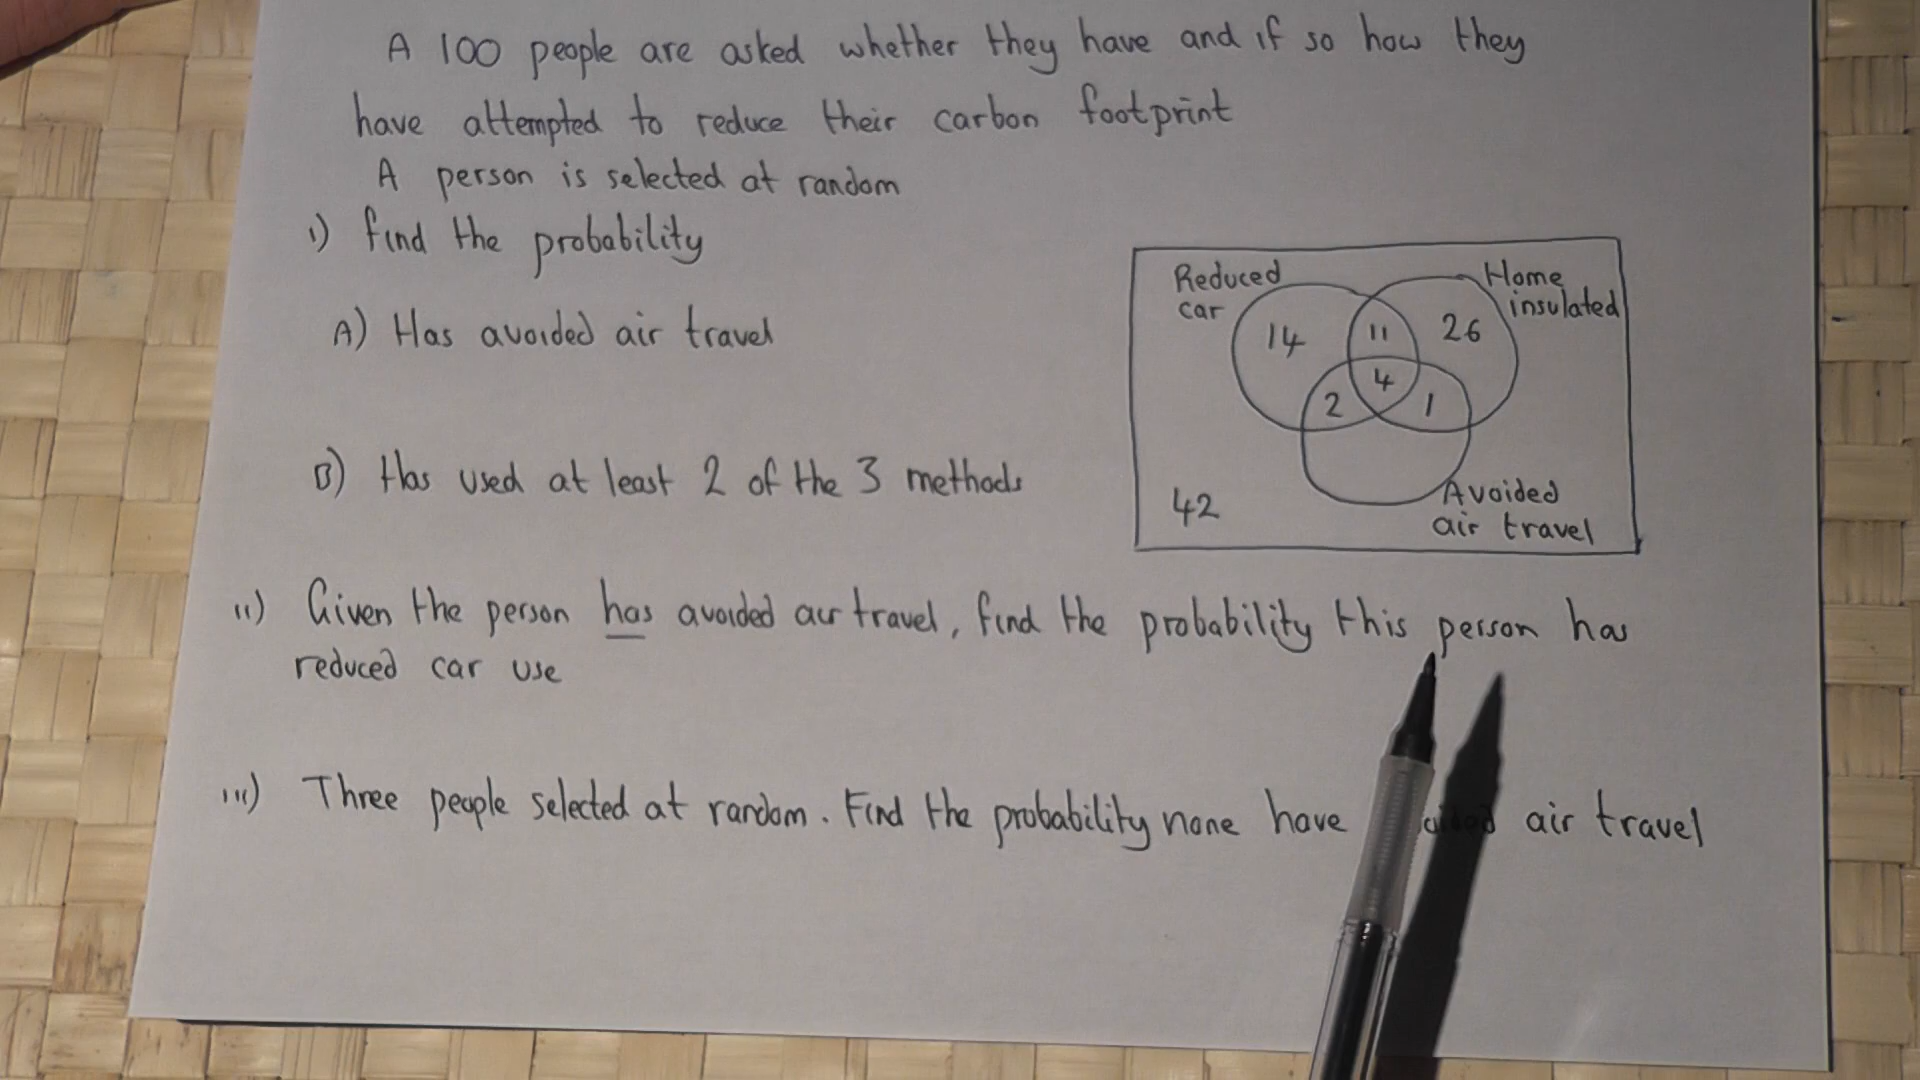 A 100 people are asked whether they have and if so how they
have attempted to reduce their carbon footprint
A person is selected at random
i) find the probability
A) Has avoided air travel
B) Has used at least 2 of the 3 methods
Reduced
car
Home
insulated
14
11
26
4
2
1
42
Avoided
air travel
ii) Given the person has avoided air travel, find the probability this person has
reduced car use
iii) Three people selected at random. Find the probability none have air travel